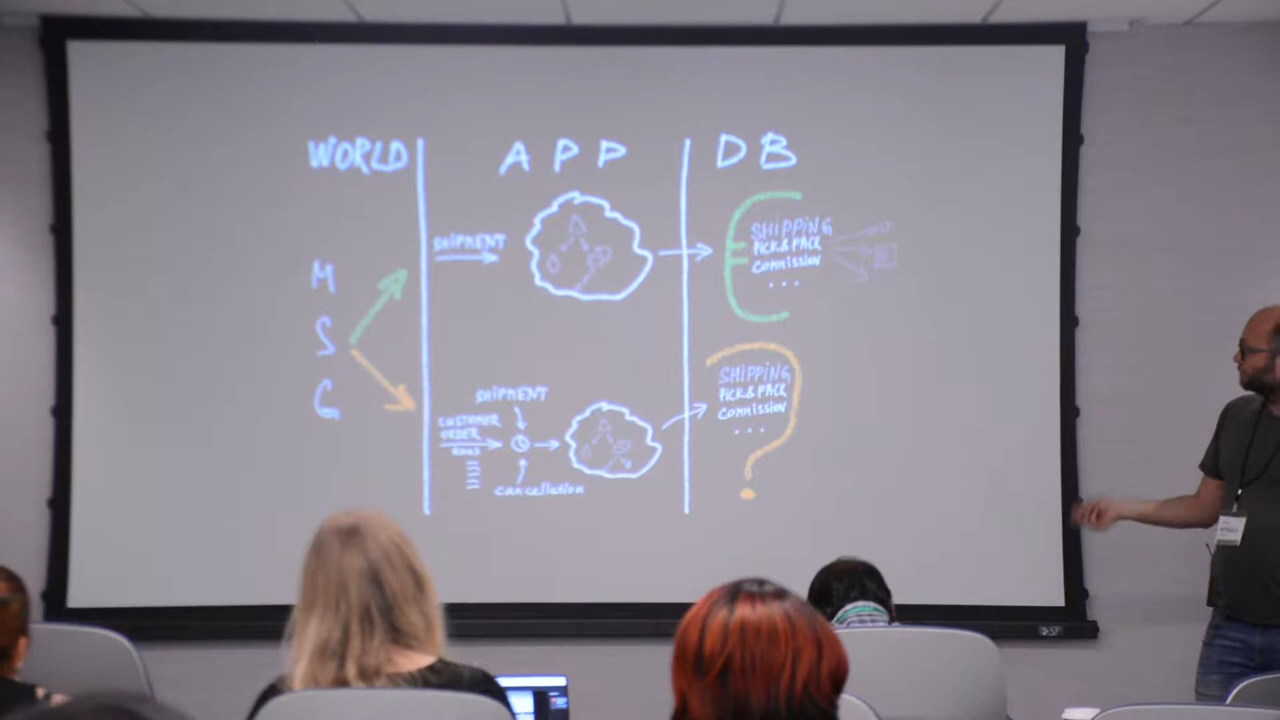 WORLD
APP
DB
M
S
G
SHIPMENT
SHIPPING
PICK&PACK
Commission
...
SHIPMENT
CUSTOMER
ORDER
cancellation
SHIPPING
PICK&PACK
Commission
...
?